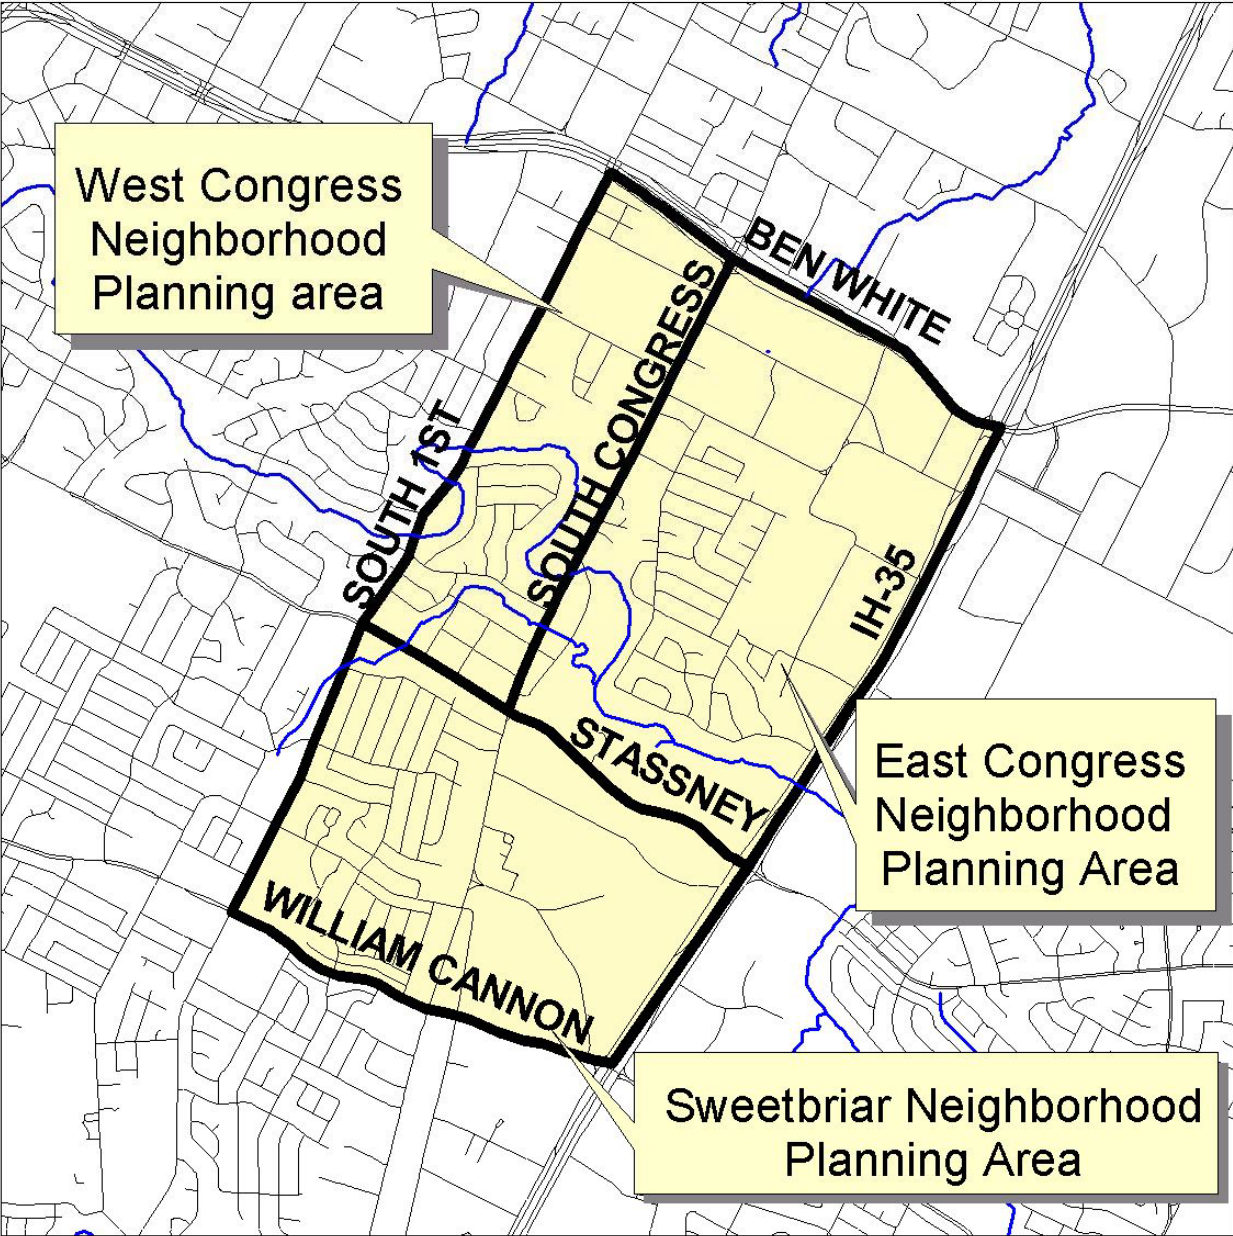 West Congress
Neighborhood
Planning area
BEN WHITE
SOUTH CONGRESS
SOUTH 1ST
IH-35
STASSNEY
East Congress
Neighborhood
Planning Area
WILLIAM CANNON
Sweetbriar Neighborhood
Planning Area